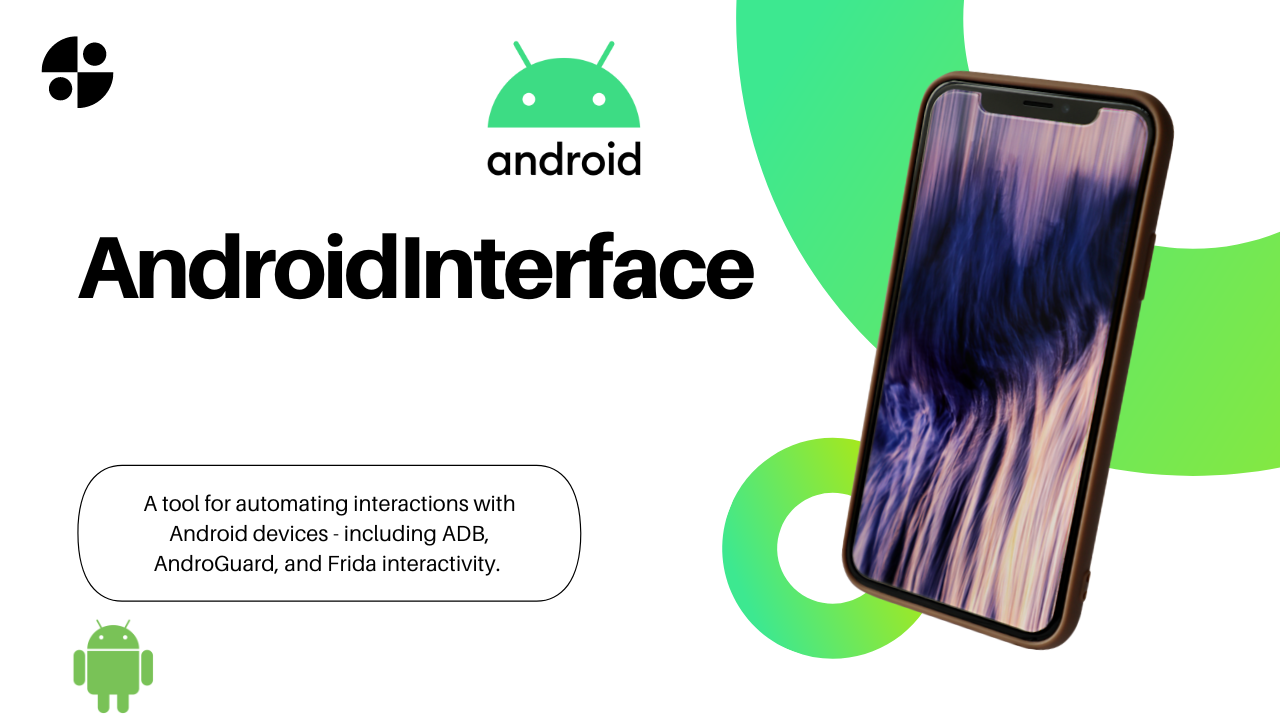 android
AndroidInterface
A tool for automating interactions with
Android devices - including ADB,
AndroGuard, and Frida interactivity.